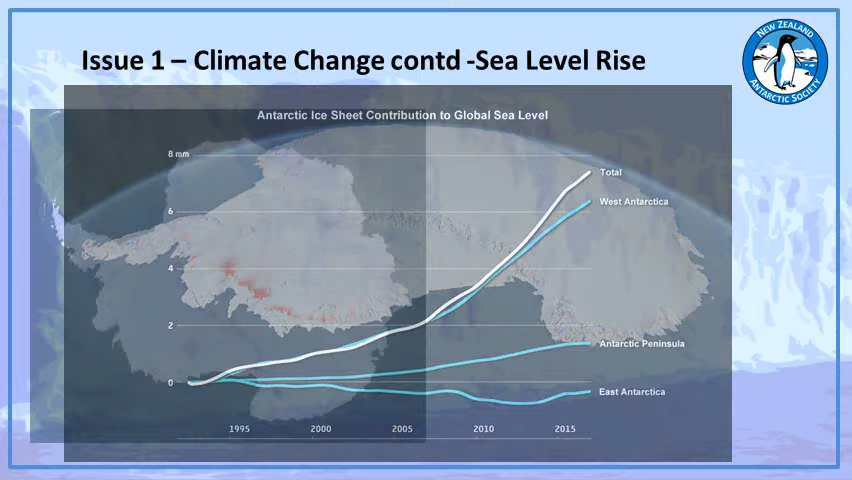 Issue 1 – Climate Change contd -Sea Level Rise
NEW ZEALAND
ANTARCTIC SOCIETY
Antarctic Ice Sheet Contribution to Global Sea Level
8 mm
Total
West Antarctica
6
4
2
Antarctic Peninsula
0
East Antarctica
1995 2000 2005 2010 2015